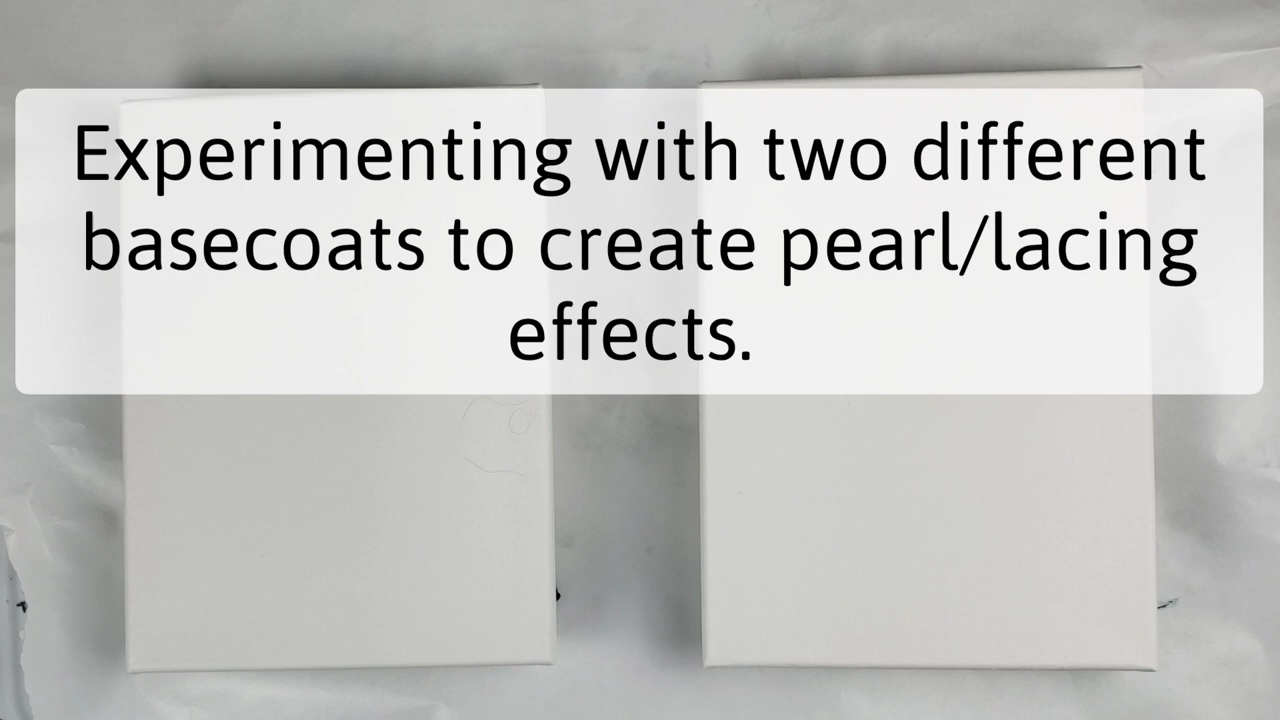 Experimenting with two different
basecoats to create pearl/lacing
effects.